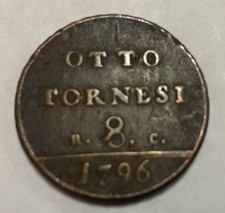 OTTO
TORNESI
R. 8. C.
1796